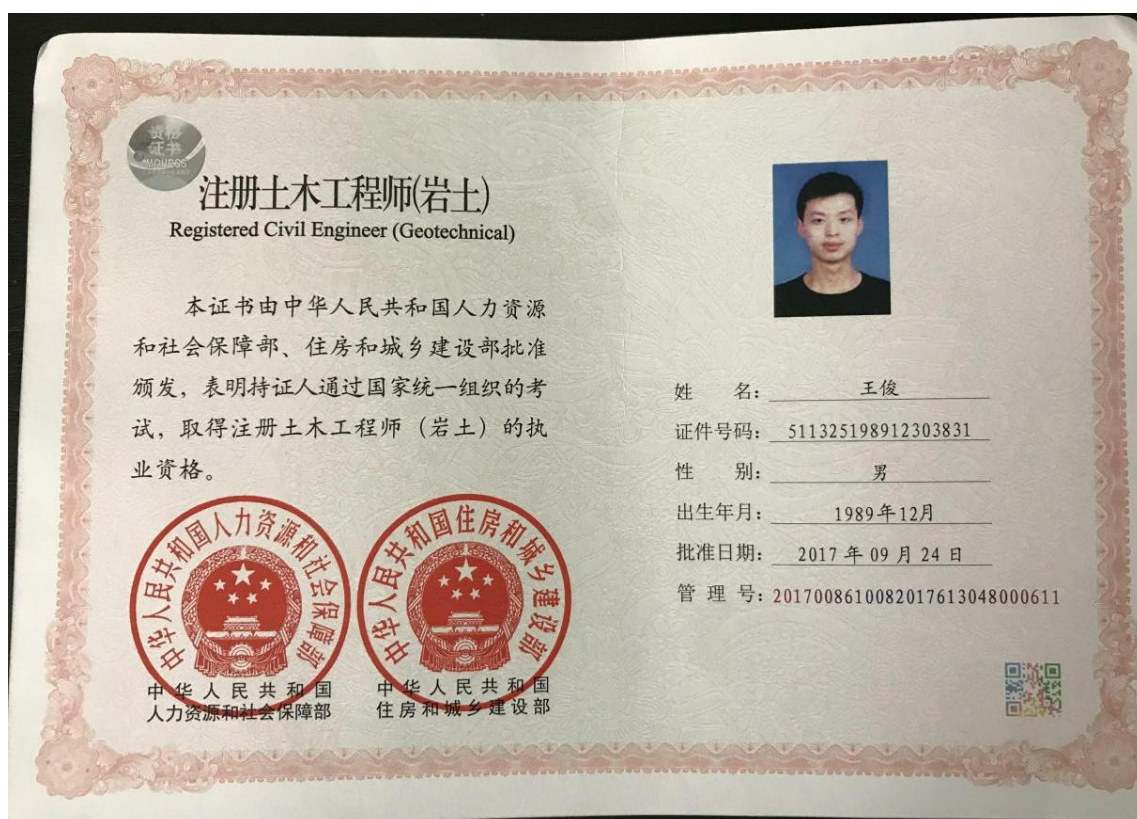 资格
证书
MOHRSS
注册土木工程师(岩土)
Registered Civil Engineer (Geotechnical)
本证书由中华人民共和国人力资源
和社会保障部、住房和城乡建设部批准
颁发，表明持证人通过国家统一组织的考
试，取得注册土木工程师（岩土）的执
业资格。
中华人民共和国人力资源和社会保障部
中华人民共和国住房和城乡建设部
中华人民共和国
人力资源和社会保障部
中华人民共和国
住房和城乡建设部
姓 名：王俊
证件号码：511325198912303831
性 别：男
出生年月：1989年12月
批准日期：2017 年 09 月 24 日
管 理 号：2017008610082017613048000611